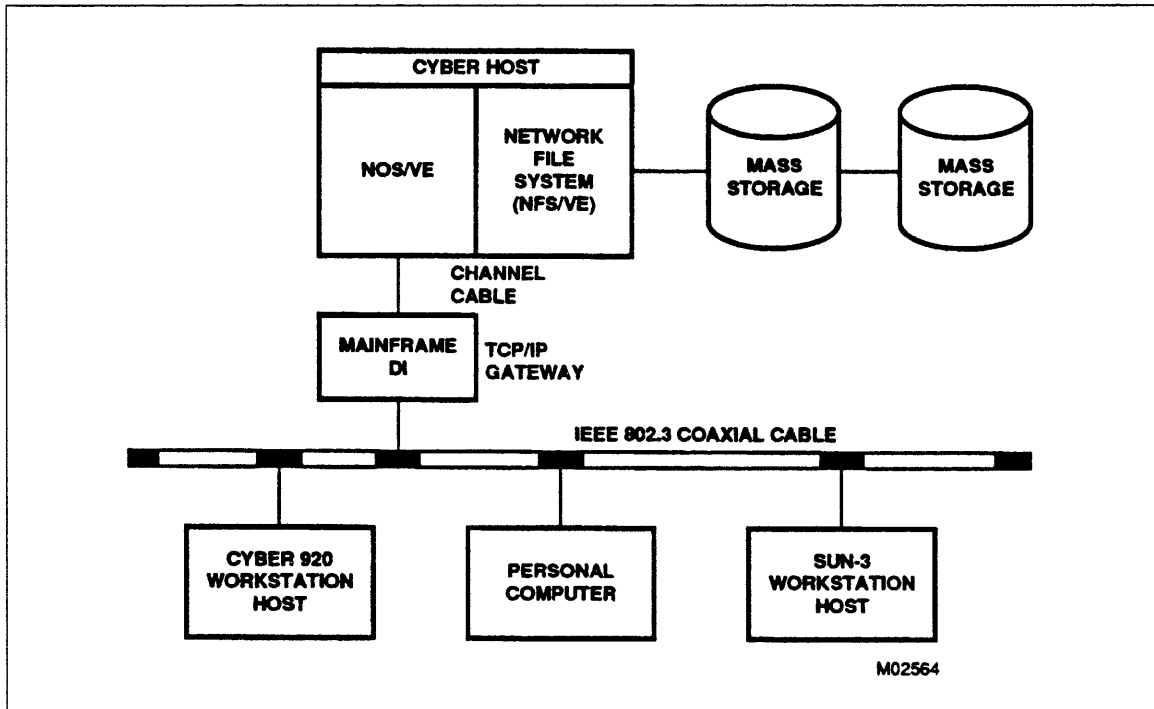 CYBER HOST
NOS/VE
NETWORK
FILE
SYSTEM
(NFS/VE)
MASS
STORAGE
MASS
STORAGE
CHANNEL
CABLE
MAINFRAME
DI
TCP/IP
GATEWAY
IEEE 802.3 COAXIAL CABLE
CYBER 920
WORKSTATION
HOST
PERSONAL
COMPUTER
SUN-3
WORKSTATION
HOST
M02564